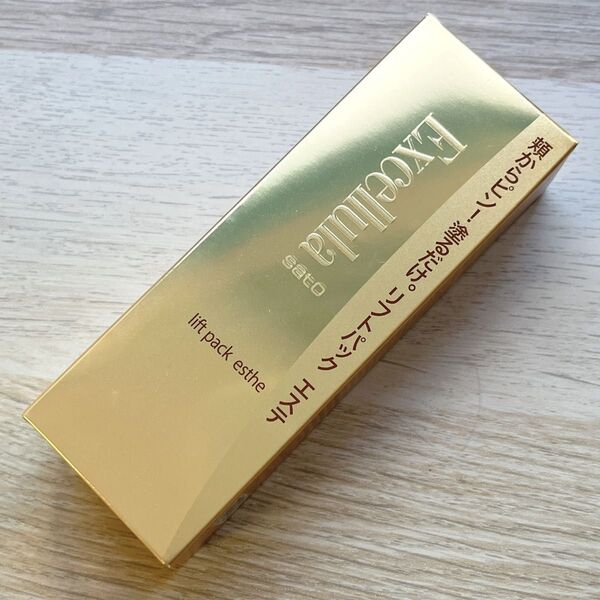 Excellula
sato
lift pack esthe
頬からピン！塗るだけ。リフトパック エステ